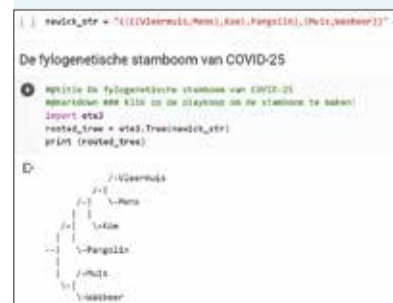 [ ] newick_str = "((((Vleermuis,Mens),Koe),Pangolin),(Muis,Wasbeer))"
De fylogenetische stamboom van COVID-25
#@title De fylogenetische stamboom van COVID-25
#@markdown ### Klik op de playknop om de stamboom te maken!
import ete3
rooted_tree = ete3.Tree(newick_str)
print (rooted_tree)
/-Vleermuis
/-|
/-| \-Mens
| |
/-| \-Koe
| |
--| \-Pangolin
|
| /-Muis
\-|
\-Wasbeer